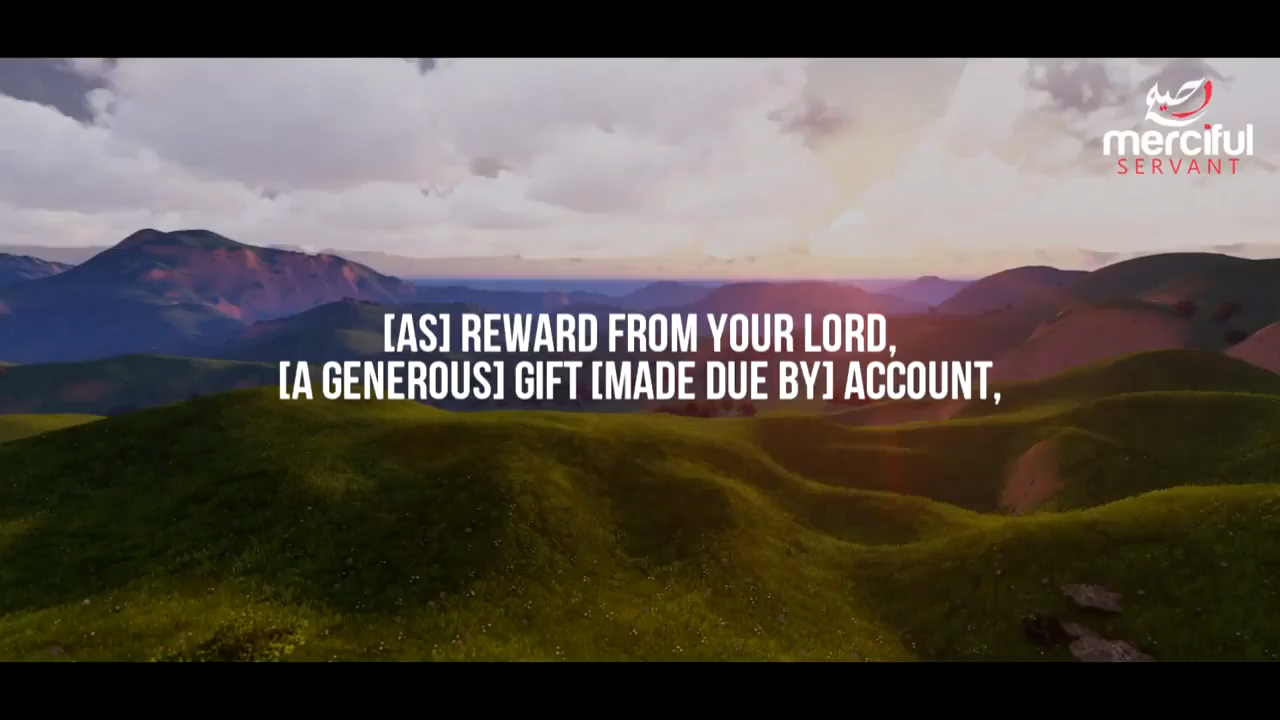 merciful
SERVANT
[AS] REWARD FROM YOUR LORD,
[A GENEROUS] GIFT [MADE DUE BY] ACCOUNT,